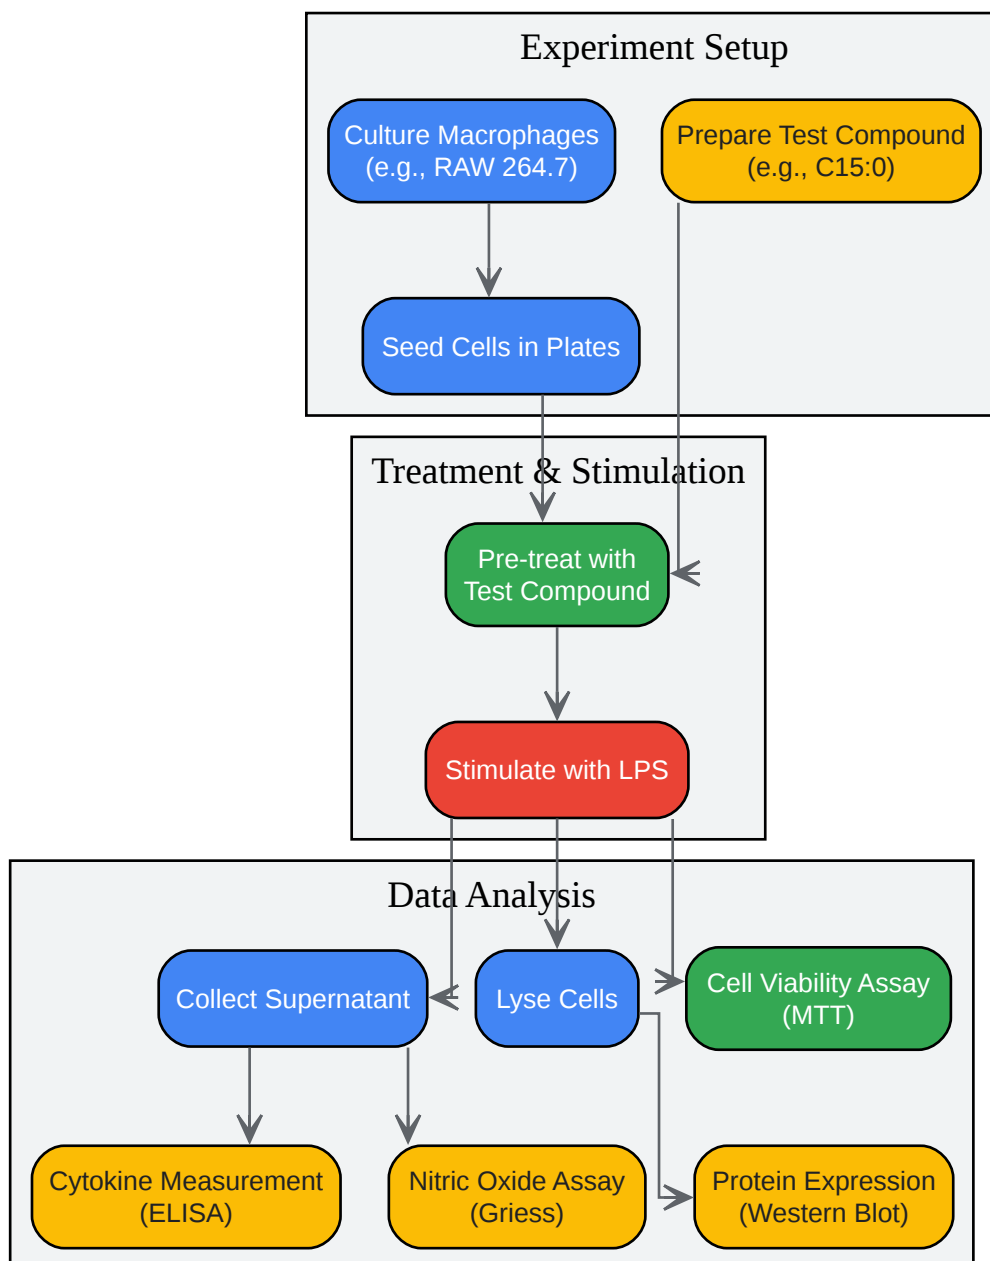 Experiment Setup
Culture Macrophages
(e.g., RAW 264.7)
Prepare Test Compound
(e.g., C15:0)
Seed Cells in Plates
Treatment & Stimulation
Pre-treat with
Test Compound
Stimulate with LPS
Data Analysis
Collect Supernatant
Lyse Cells
Cell Viability Assay
(MTT)
Cytokine Measurement
(ELISA)
Nitric Oxide Assay
(Griess)
Protein Expression
(Western Blot)